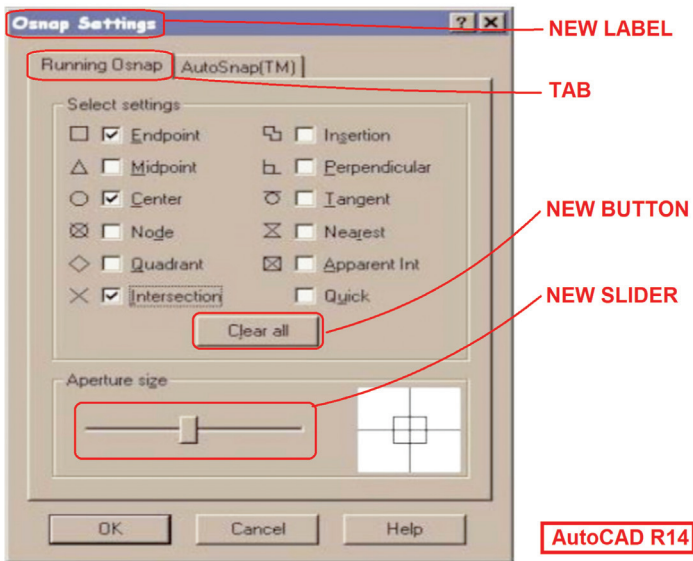 Osnap Settings
NEW LABEL
Running Osnap
AutoSnap(TM)
TAB
Select settings
Endpoint
Insertion
Midpoint
Perpendicular
Center
Tangent
Node
Nearest
Quadrant
Apparent Int
Intersection
Quick
Clear all
NEW BUTTON
NEW SLIDER
Aperture size
OK
Cancel
Help
AutoCAD R14